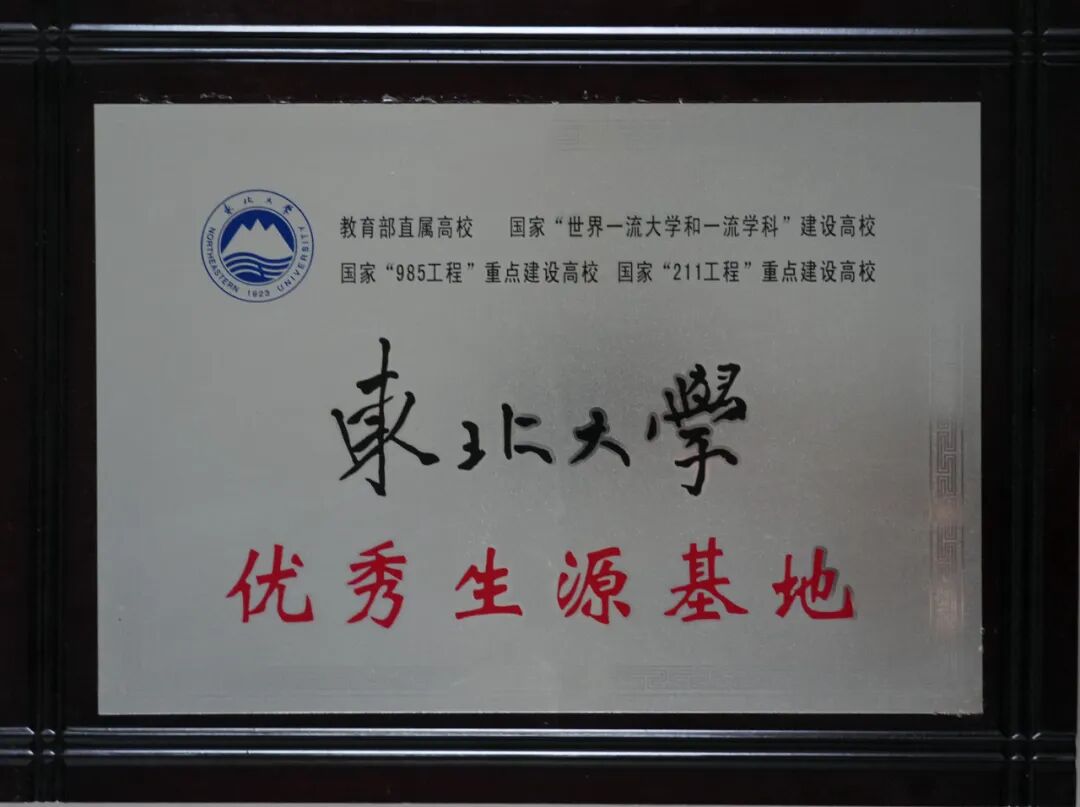 東北大學
NORTHEASTERN UNIVERSITY
1923
教育部直属高校 国家“世界一流大学和一流学科”建设高校
国家“985工程”重点建设高校 国家“211工程”重点建设高校
東北大學
优秀生源基地